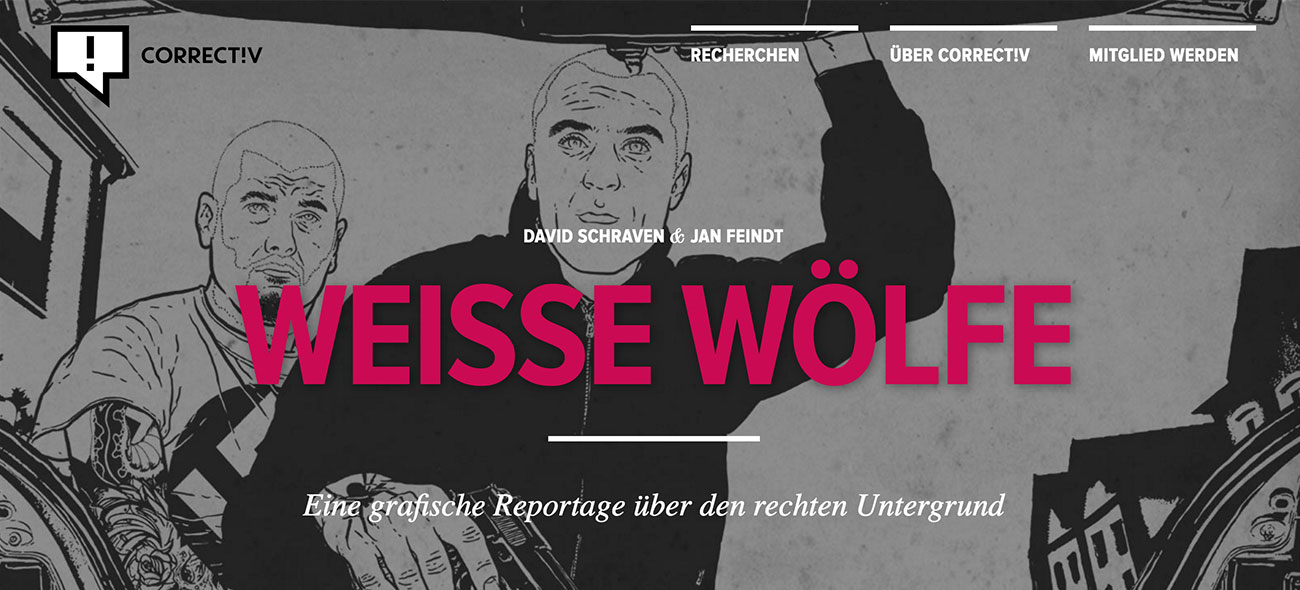 CORRECT!V
RECHERCHEN
ÜBER CORRECT!V
MITGLIED WERDEN
DAVID SCHRAVEN & JAN FEINDT
WEISSE WÖLFE
Eine grafische Reportage über den rechten Untergrund